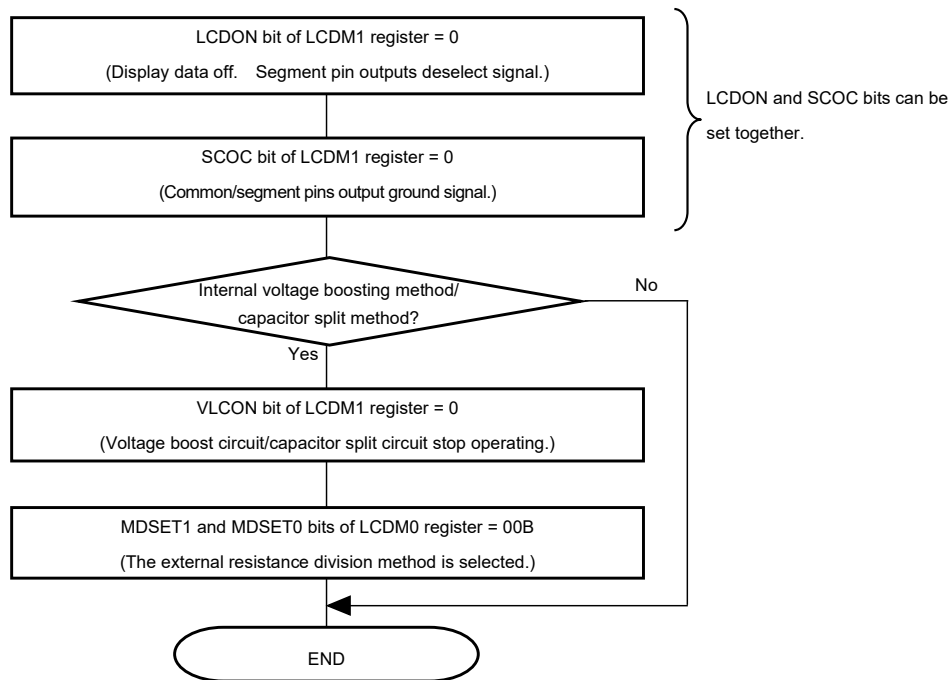 LCDON bit of LCDM1 register = 0
(Display data off. Segment pin outputs deselect signal.)
LCDON and SCOC bits can be
set together.
SCOC bit of LCDM1 register = 0
(Common/segment pins output ground signal.)
Internal voltage boosting method/
capacitor split method?
No
Yes
VLCON bit of LCDM1 register = 0
(Voltage boost circuit/capacitor split circuit stop operating.)
MDSET1 and MDSET0 bits of LCDM0 register = 00B
(The external resistance division method is selected.)
END